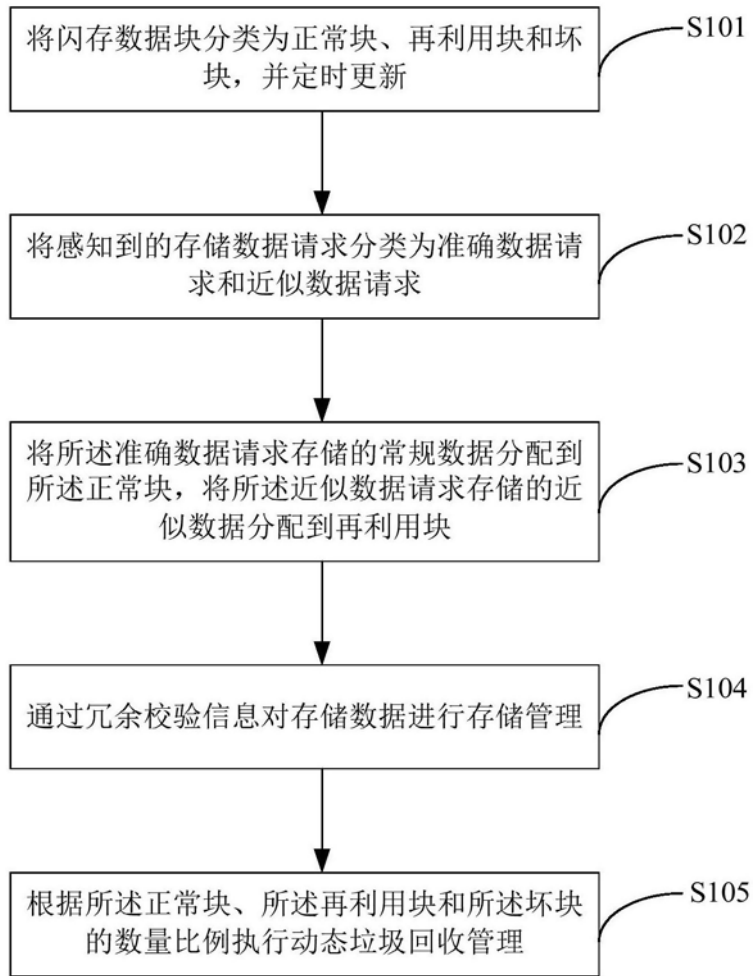 将闪存数据块分类为正常块、再利用块和坏
块，并定时更新
S101
将感知到的存储数据请求分类为准确数据请
求和近似数据请求
S102
将所述准确数据请求存储的常规数据分配到
所述正常块，将所述近似数据请求存储的近
似数据分配到再利用块
S103
通过冗余校验信息对存储数据进行存储管理
S104
根据所述正常块、所述再利用块和所述坏块
的数量比例执行动态垃圾回收管理
S105